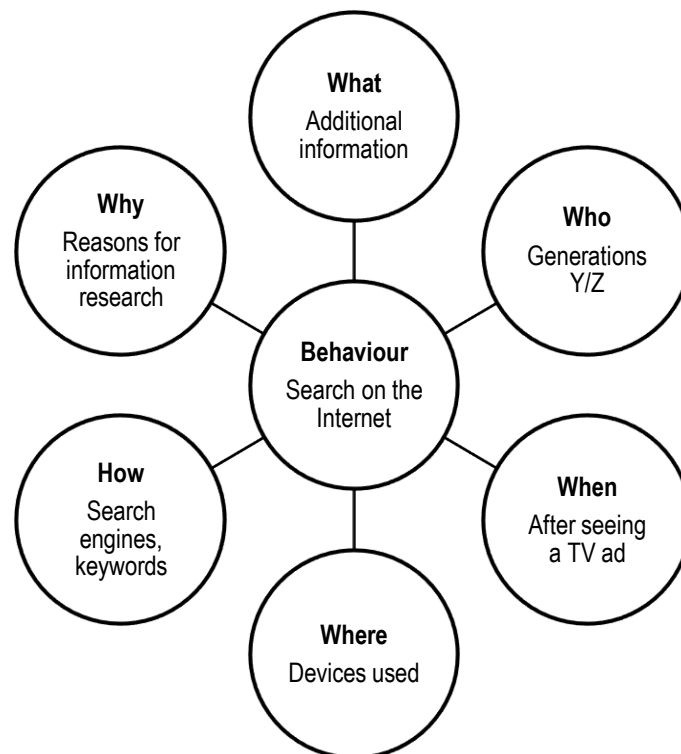 What
Additional
information
Why
Reasons for
information
research
Who
Generations
Y/Z
Behaviour
Search on the
Internet
How
Search
engines,
keywords
When
After seeing
a TV ad
Where
Devices used